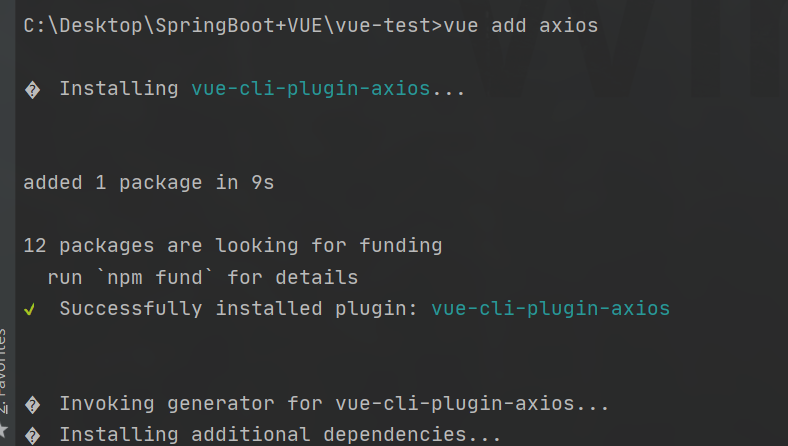 C:\Desktop\SpringBoot+VUE\vue-test>vue add axios
� Installing vue-cli-plugin-axios...
added 1 package in 9s
12 packages are looking for funding
run `npm fund` for details
✓ Successfully installed plugin: vue-cli-plugin-axios
� Invoking generator for vue-cli-plugin-axios...
� Installing additional dependencies...
2: Favorites